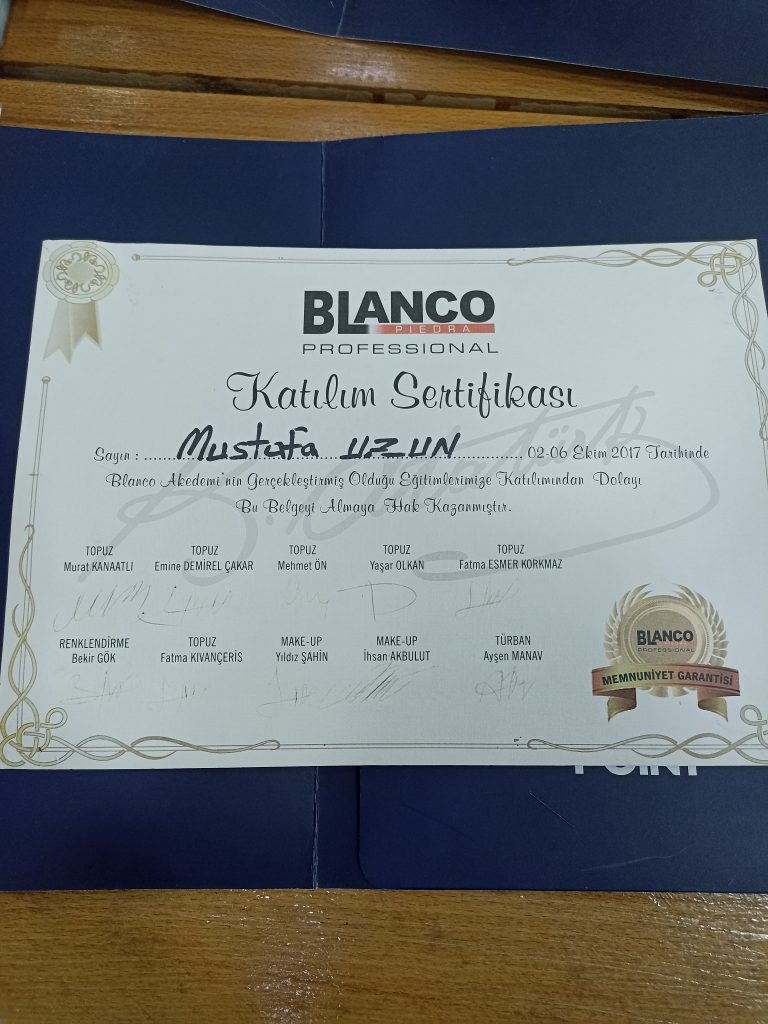 BLANCO
PIEDRA
PROFESSIONAL
Katılım Sertifikası
Sayın : Mustafa UZUN 02-06 Ekim 2017 Tarihinde
Blanco Akedemi'nin Gerçekleştirmiş Olduğu Eğitimlerimize Katılımından Dolayı
Bu Belgeyi Almaya Hak Kazanmıştır.
K. Atatürk
TOPUZ TOPUZ TOPUZ TOPUZ TOPUZ
Murat KANAATLI Emine DEMİREL ÇAKAR Mehmet ÖN Yaşar OLKAN Fatma ESMER KORKMAZ
RENKLENDİRME TOPUZ MAKE-UP MAKE-UP TÜRBAN
Bekir GÖK Fatma KIVANÇERİS Yıldız ŞAHİN İhsan AKBULUT Ayşen MANAV
BLANCO
PROFESSIONAL
MEMNUNİYET GARANTİSİ
POINT